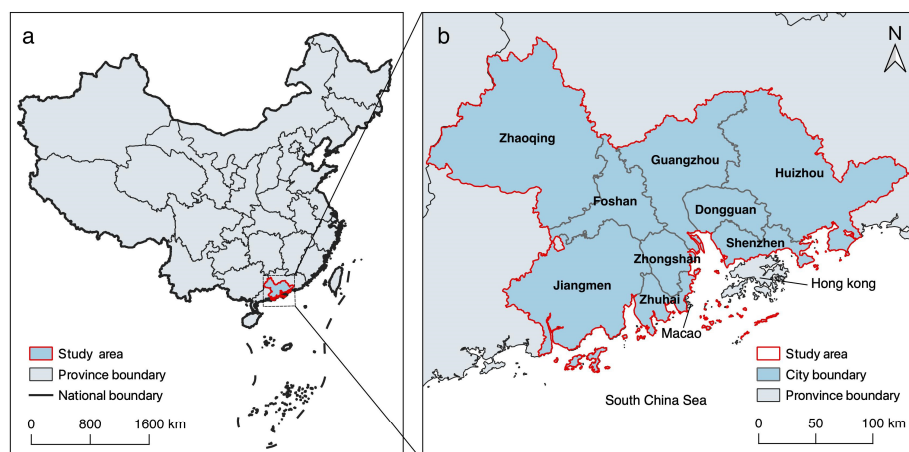 a
Study area
Province boundary
National boundary
0 800 1600 km
b
N
Zhaoqing
Guangzhou
Huizhou
Foshan
Dongguan
Shenzhen
Zhongshan
Jiangmen
Hong kong
Zhuhai
Macao
South China Sea
Study area
City boundary
Pronvince boundary
0 50 100 km